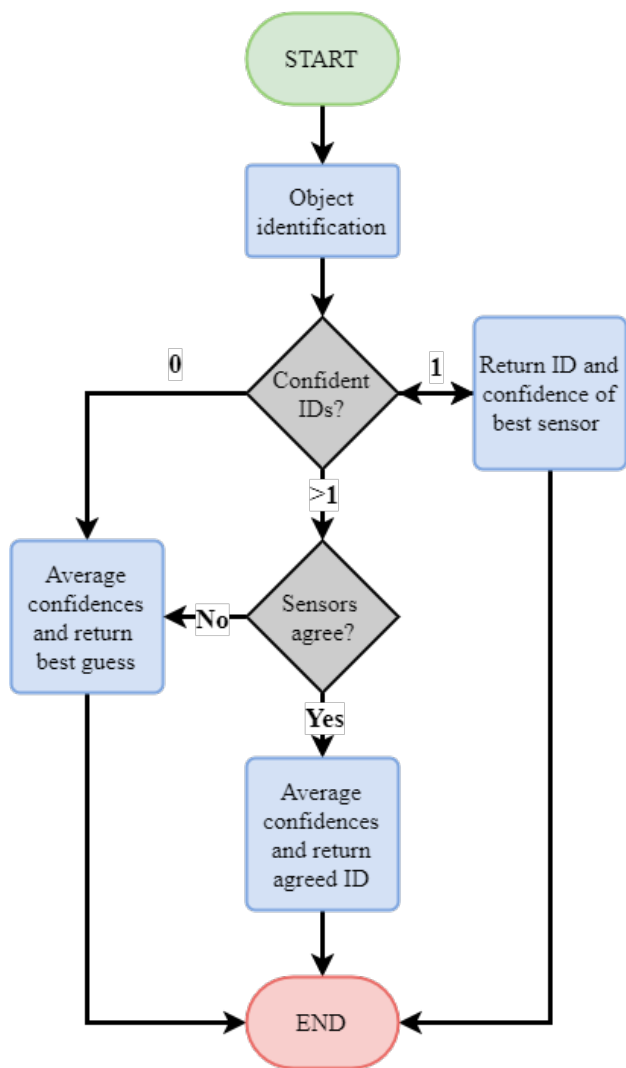 START
Object
identification
0
Confident
IDs?
1
Return ID and
confidence of
best sensor
>1
Average
confidences
and return
best guess
No
Sensors
agree?
Yes
Average
confidences
and return
agreed ID
END